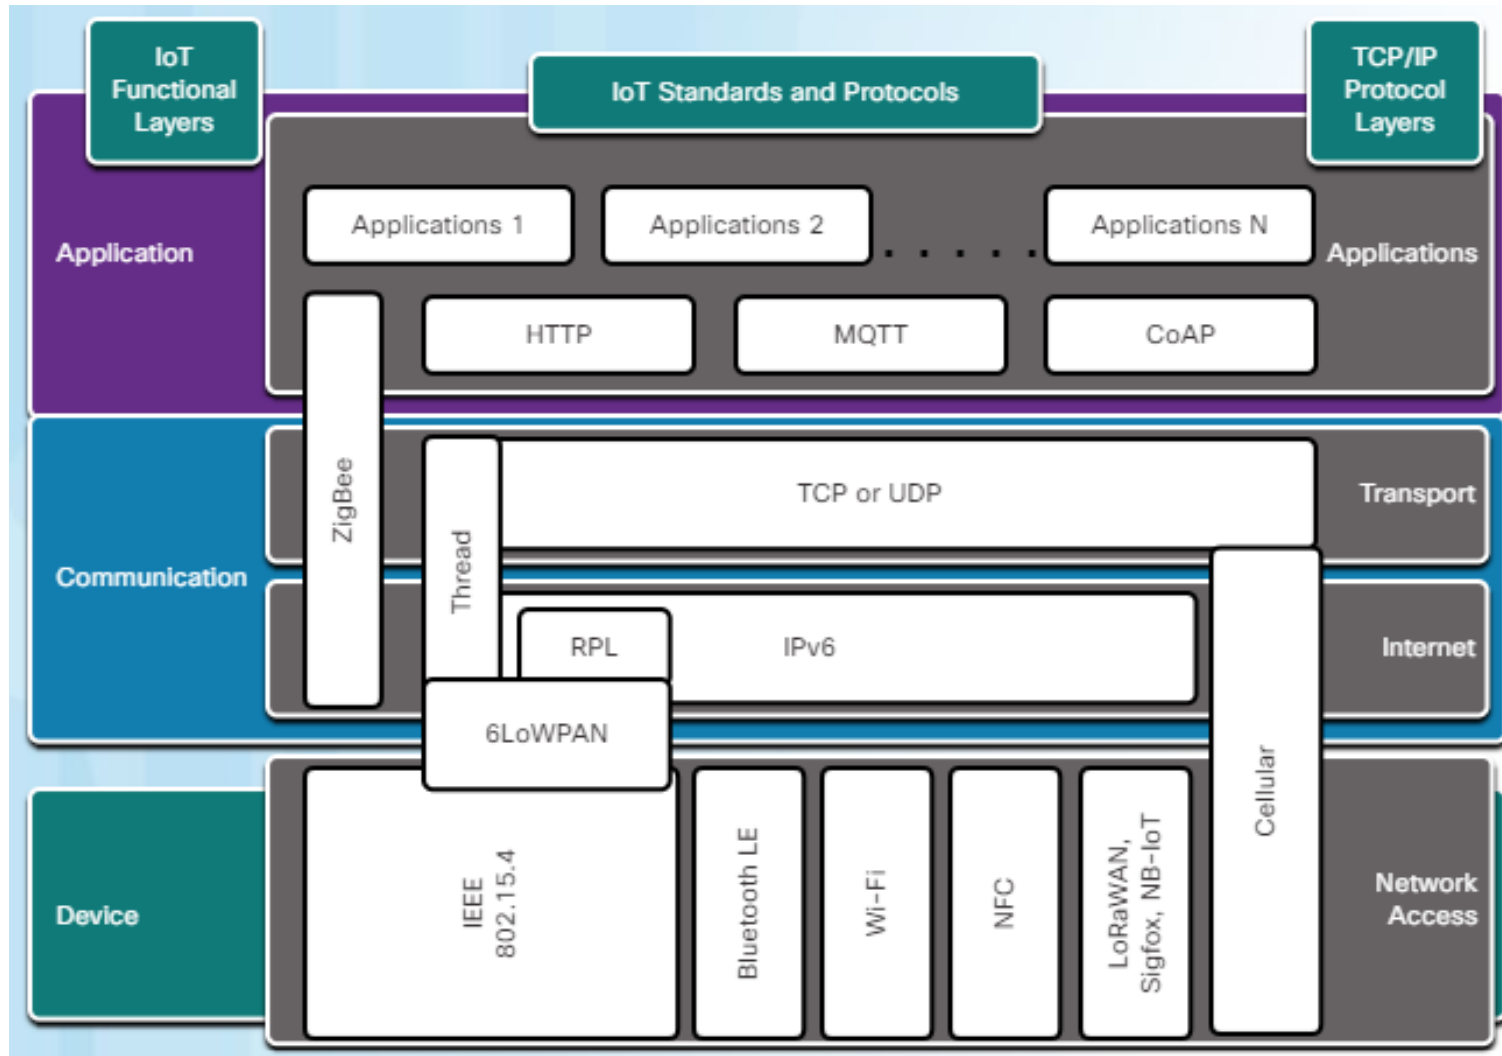 IoT
Functional
Layers
IoT Standards and Protocols
TCP/IP
Protocol
Layers
Application
Applications 1
Applications 2
. . . . .
Applications N
Applications
HTTP
MQTT
CoAP
ZigBee
Communication
Thread
TCP or UDP
Transport
RPL
IPv6
Internet
6LoWPAN
Cellular
Device
IEEE
802.15.4
Bluetooth LE
Wi-Fi
NFC
LoRaWAN,
Sigfox, NB-IoT
Network
Access